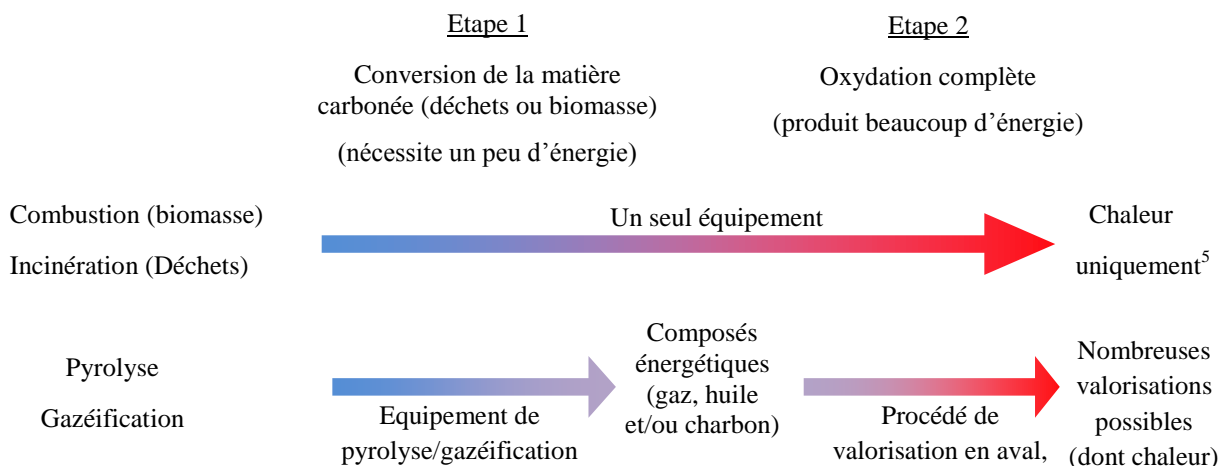 Etape 1
Etape 2
Conversion de la matière
carbonée (déchets ou biomasse)
(nécessite un peu d’énergie)
Oxydation complète
(produit beaucoup d’énergie)
Combustion (biomasse)
Incinération (Déchets)
Un seul équipement
Chaleur
uniquement5
Pyrolyse
Gazéification
Equipement de
pyrolyse/gazéification
Composés
énergétiques
(gaz, huile
et/ou charbon)
Procédé de
valorisation en aval,
Nombreuses
valorisations
possibles
(dont chaleur)